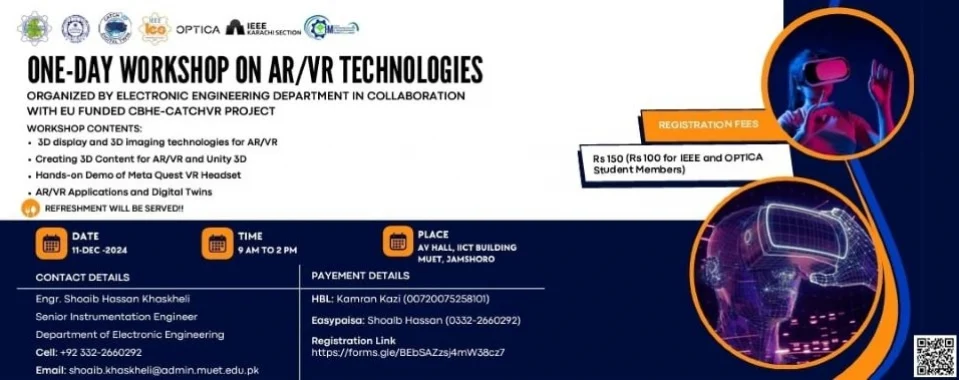 IEEE
ico
OPTICA
IEEE
KARACHI SECTION
ONE-DAY WORKSHOP ON AR/VR TECHNOLOGIES
ORGANIZED BY ELECTRONIC ENGINEERING DEPARTMENT IN COLLABORATION
WITH EU FUNDED CBHE-CATCHVR PROJECT
WORKSHOP CONTENTS:
• 3D display and 3D imaging technologies for AR/VR
• Creating 3D Content for AR/VR and Unity 3D
• Hands-on Demo of Meta Quest VR Headset
• AR/VR Applications and Digital Twins
REFRESHMENT WILL BE SERVED!!
REGISTRATION FEES
Rs 150 (Rs 100 for IEEE and OPTICA
Student Members)
DATE
11-DEC -2024
TIME
9 AM TO 2 PM
PLACE
AV HALL, IICT BUILDING
MUET, JAMSHORO
CONTACT DETAILS
Engr. Shoaib Hassan Khaskheli
Senior Instrumentation Engineer
Department of Electronic Engineering
Cell: +92 332-2660292
Email: shoaib.khaskheli@admin.muet.edu.pk
PAYEMENT DETAILS
HBL: Kamran Kazi (00720075258101)
Easypaisa: Shoaib Hassan (0332-2660292)
Registration Link
https://forms.gle/BEbSAZzsj4mW38cz7